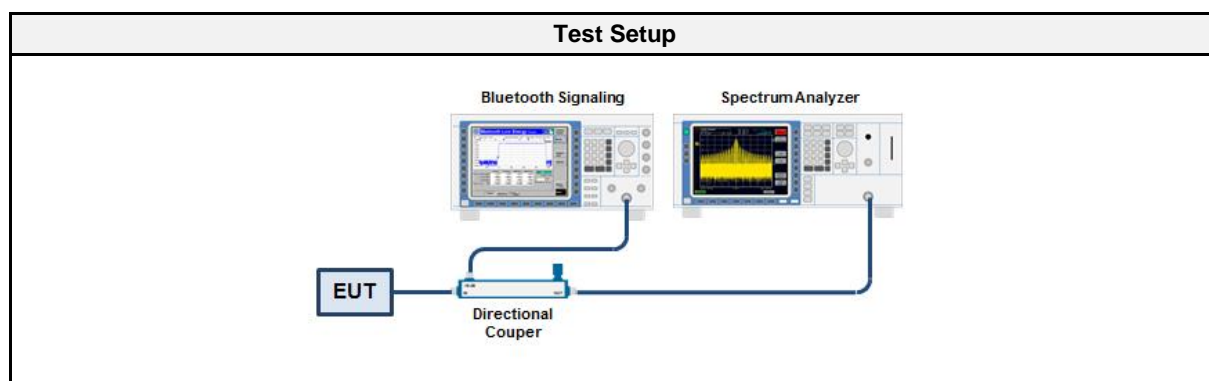 Test Setup
Bluetooth Signaling
Spectrum Analyzer
EUT
Directional
Couper